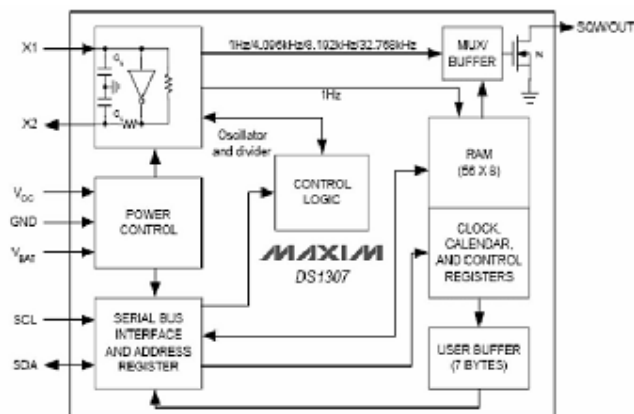 SQW/OUT
X1
1Hz/4.096kHz/8.192kHz/32.768kHz
MUX/
BUFFER
N
1Hz
X2
Oscillator
and divider
RAM
(56 X 8)
CONTROL
LOGIC
VCC
GND
VBAT
POWER
CONTROL
MAXIM
DS1307
CLOCK,
CALENDAR,
AND CONTROL
REGISTERS
SCL
SDA
SERIAL BUS
INTERFACE
AND ADDRESS
REGISTER
USER BUFFER
(7 BYTES)